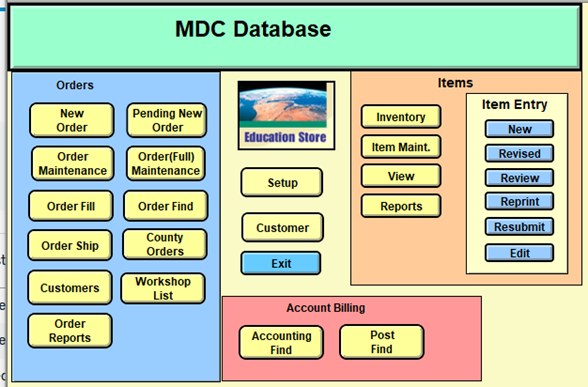 MDC Database
Orders
New
Order
Pending New
Order
Order
Maintenance
Order(Full)
Maintenance
Order Fill
Order Find
Order Ship
County
Orders
Customers
Workshop
List
Order
Reports
Education Store
Setup
Customer
Exit
Items
Inventory
Item Maint.
View
Reports
Item Entry
New
Revised
Review
Reprint
Resubmit
Edit
Account Billing
Accounting
Find
Post
Find